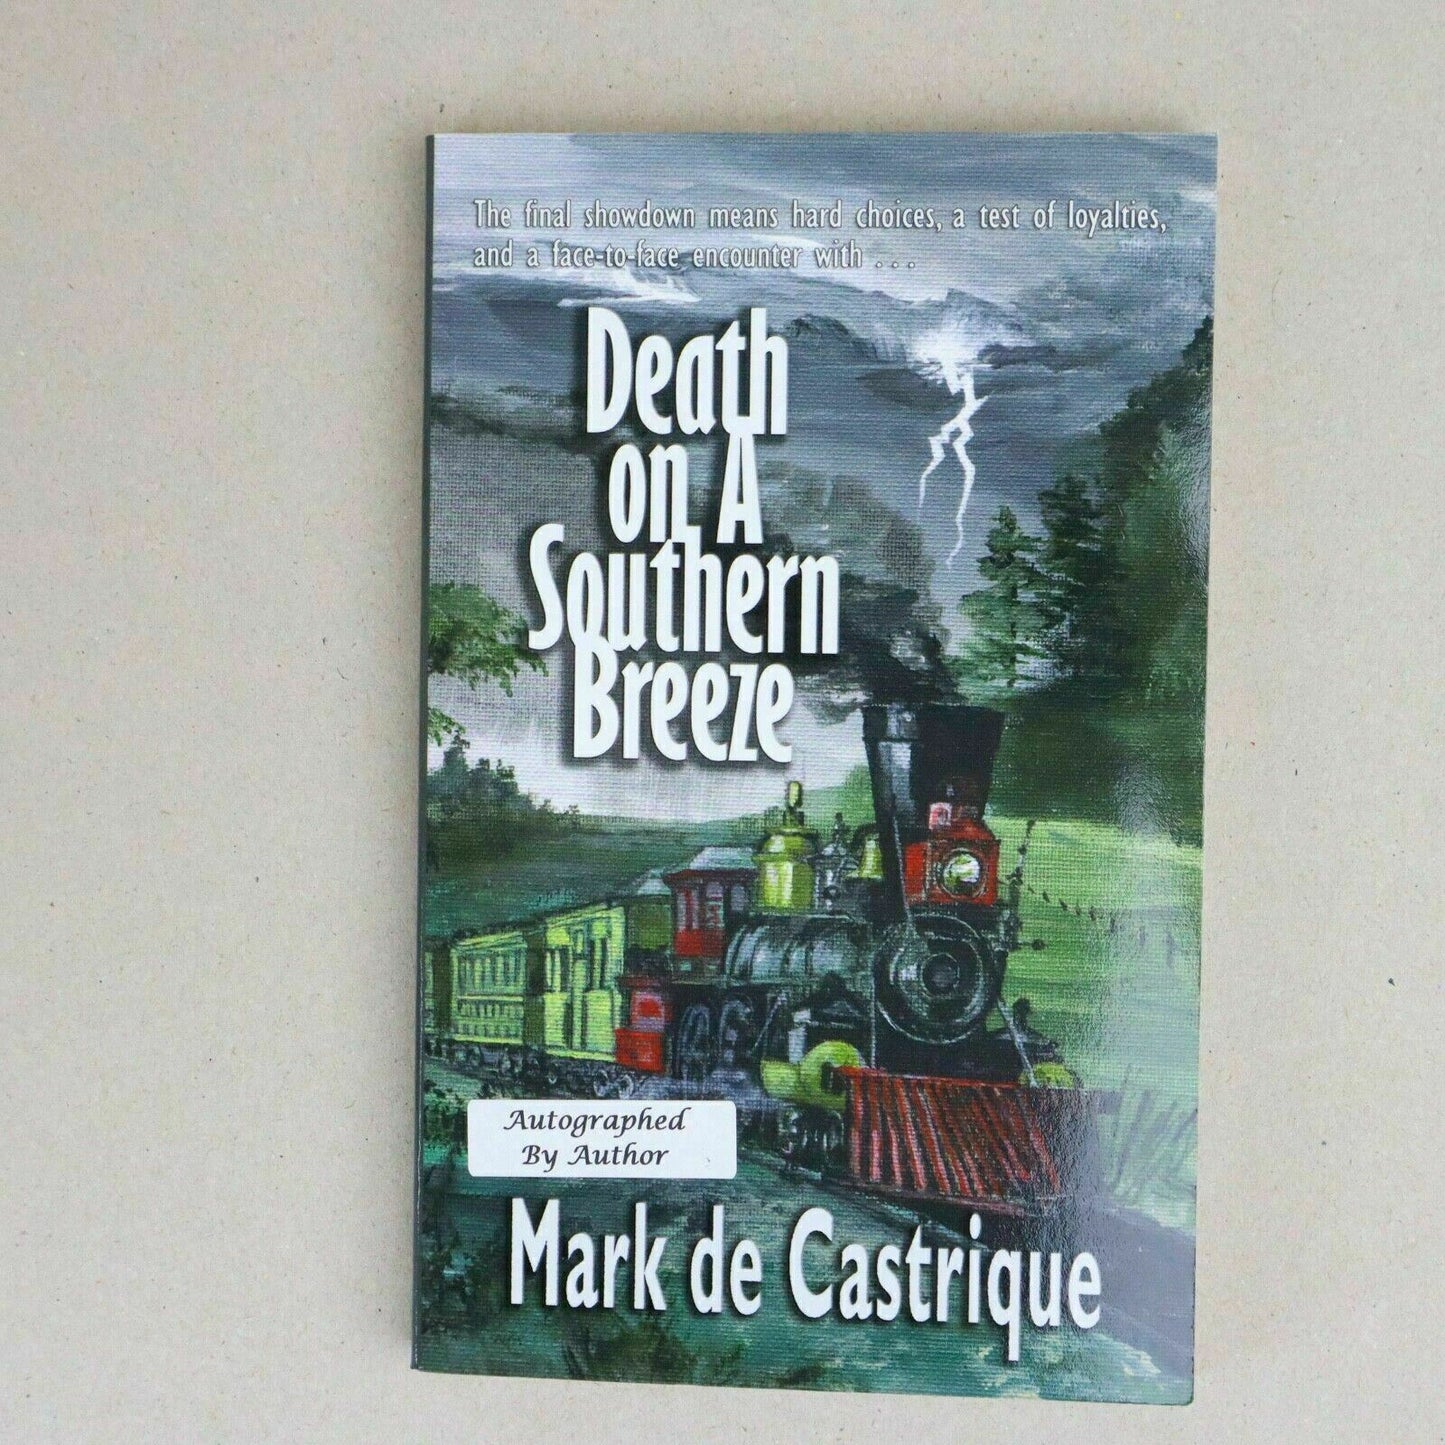 The final showdown means hard choices, a test of loyalties,
and a face-to-face encounter with . . .
Death
on A
Southern
Breeze
Autographed
By Author
Mark de Castrique